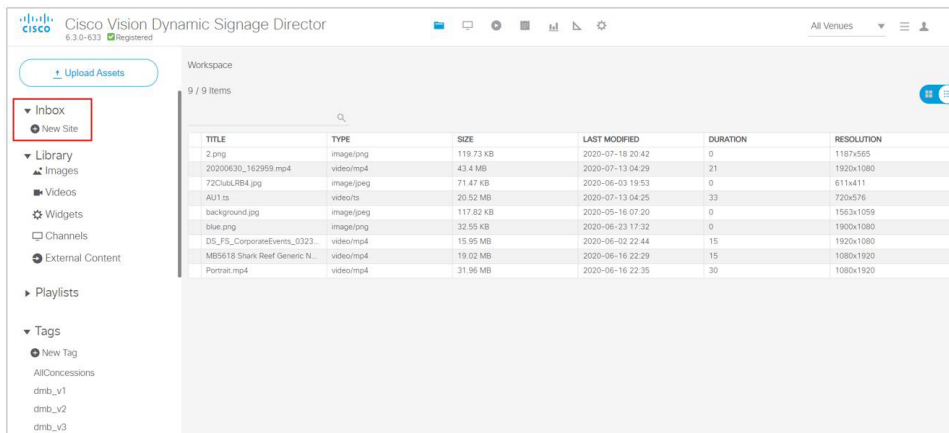 CISCO
Cisco Vision Dynamic Signage Director
6.3.0-633 Registered
All Venues
Upload Assets
Inbox
New Site
Library
Images
Videos
Widgets
Channels
External Content
Playlists
Tags
New Tag
AllConcessions
dmb_v1
dmb_v2
dmb_v3
Workspace
9 / 9 Items
TITLE TYPE SIZE LAST MODIFIED DURATION RESOLUTION
2.png image/png 119.73 KB 2020-07-18 20:42 0 1187x565
20200630_162959.mp4 video/mp4 43.4 MB 2020-07-13 04:29 21 1920x1080
72ClubLRB4.jpg image/jpeg 71.47 KB 2020-06-03 19:53 0 611x411
AU1.ts video/ts 20.52 MB 2020-07-13 04:25 33 720x576
background.jpg image/jpeg 117.82 KB 2020-05-16 07:20 0 1563x1059
blue.png image/png 32.55 KB 2020-06-23 17:32 0 1900x1080
DS_FS_CorporateEvents_0323... video/mp4 15.95 MB 2020-06-02 22:44 15 1920x1080
MB5618 Shark Reef Generic N... video/mp4 19.02 MB 2020-06-16 22:29 15 1080x1920
Portrait.mp4 video/mp4 31.96 MB 2020-06-16 22:35 30 1080x1920